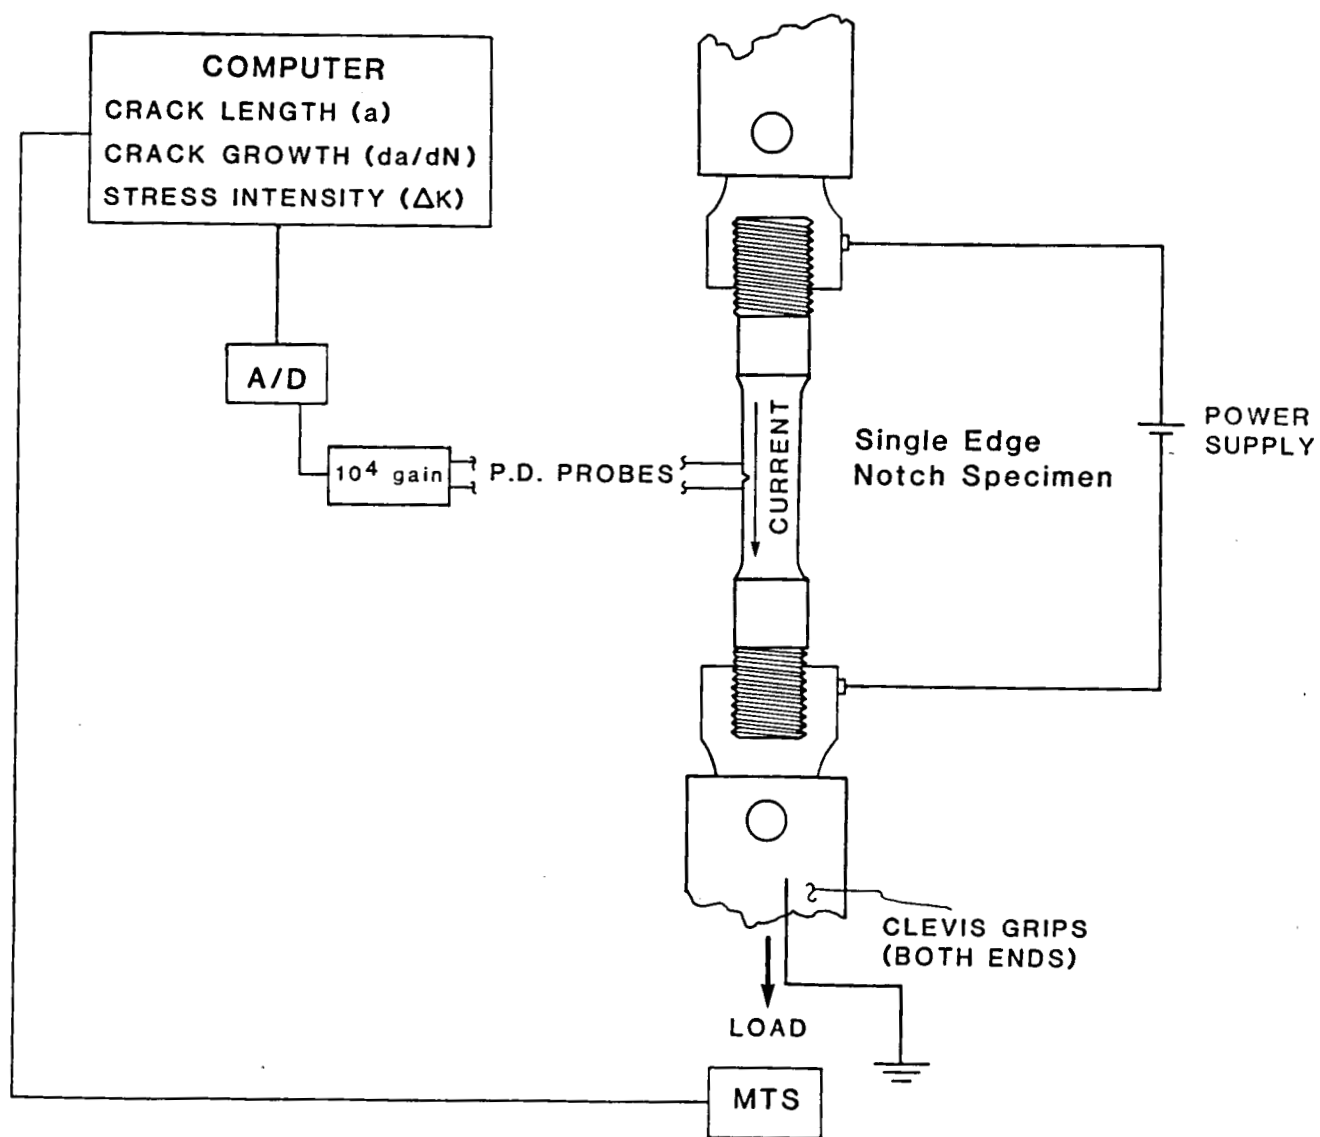 COMPUTER
CRACK LENGTH (a)
CRACK GROWTH (da/dN)
STRESS INTENSITY (ΔK)
A/D
10⁴ gain
P.D. PROBES
CURRENT
Single Edge
Notch Specimen
POWER
SUPPLY
CLEVIS GRIPS
(BOTH ENDS)
LOAD
MTS